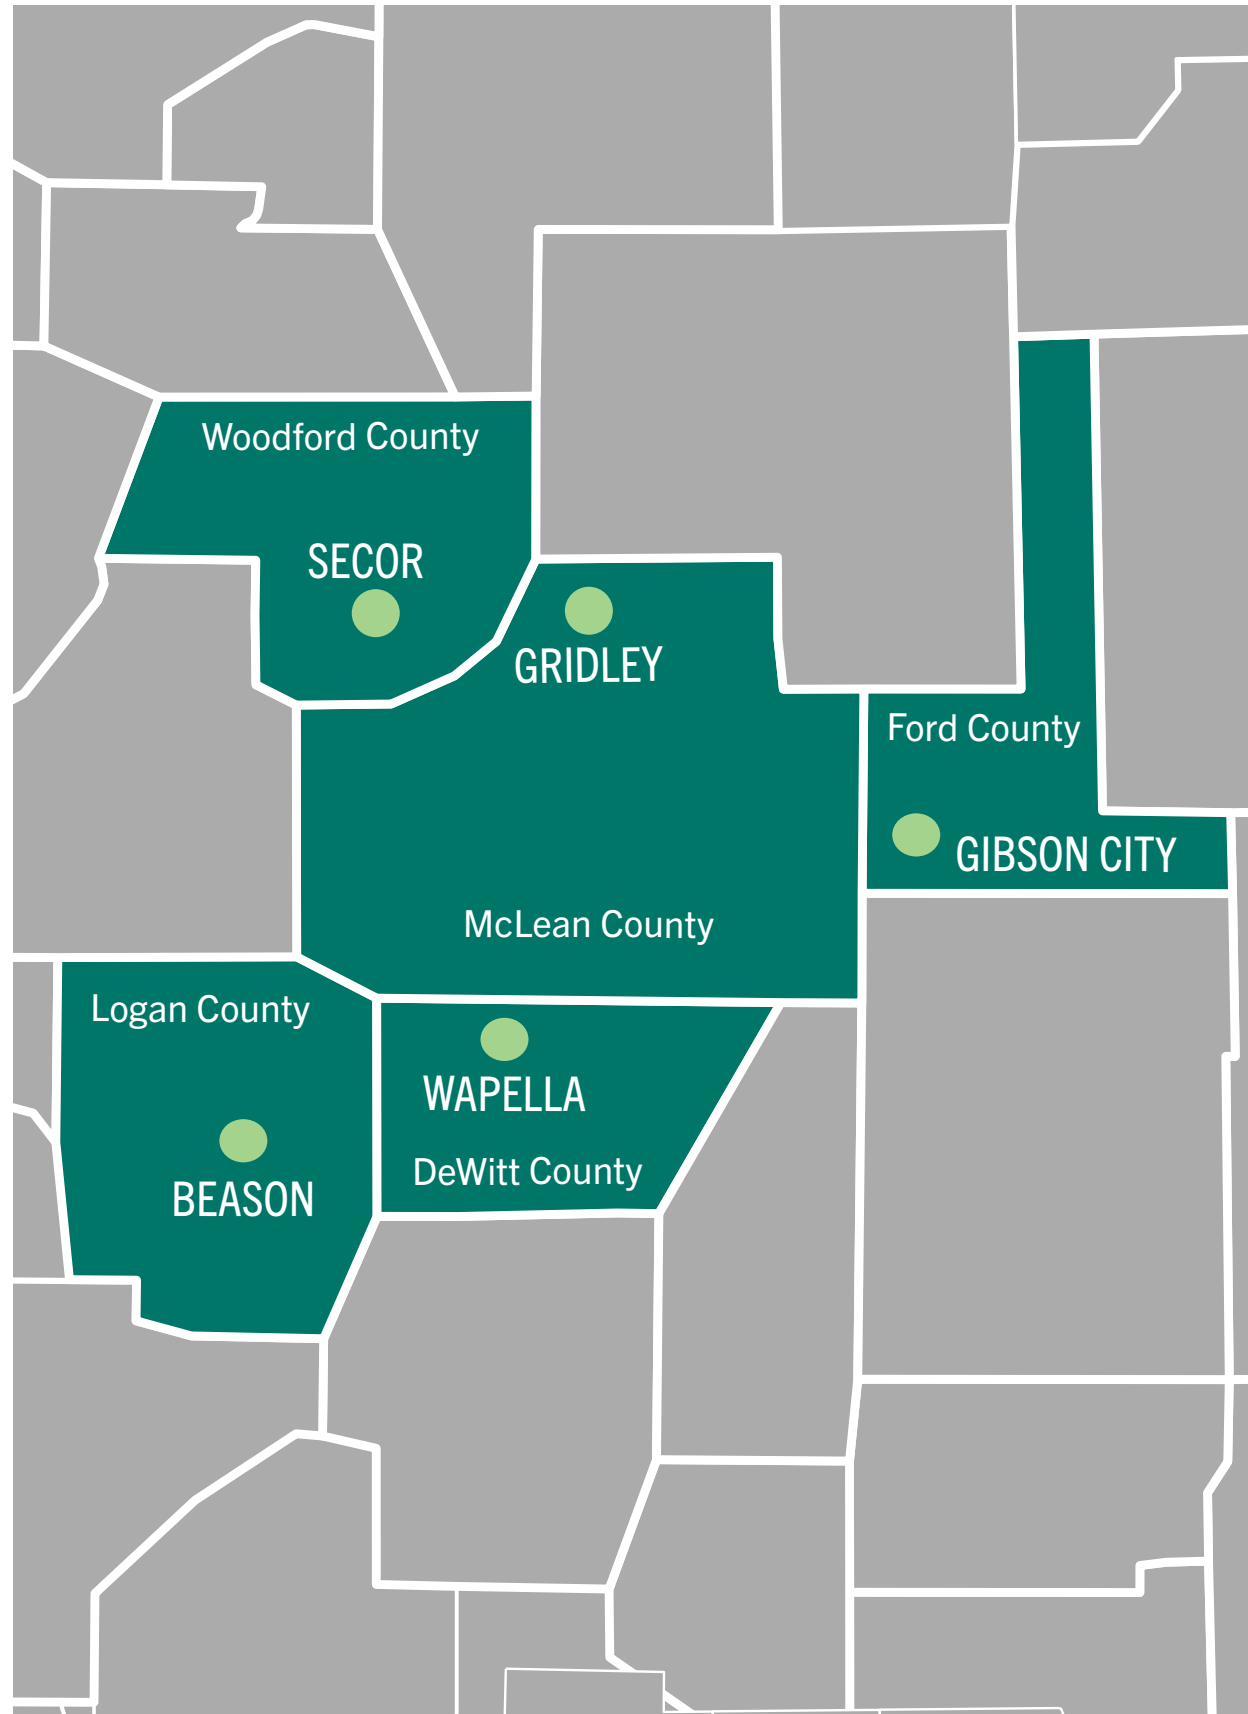 Woodford County
SECOR
GRIDLEY
Ford County
GIBSON CITY
McLean County
Logan County
WAPELLA
DeWitt County
BEASON